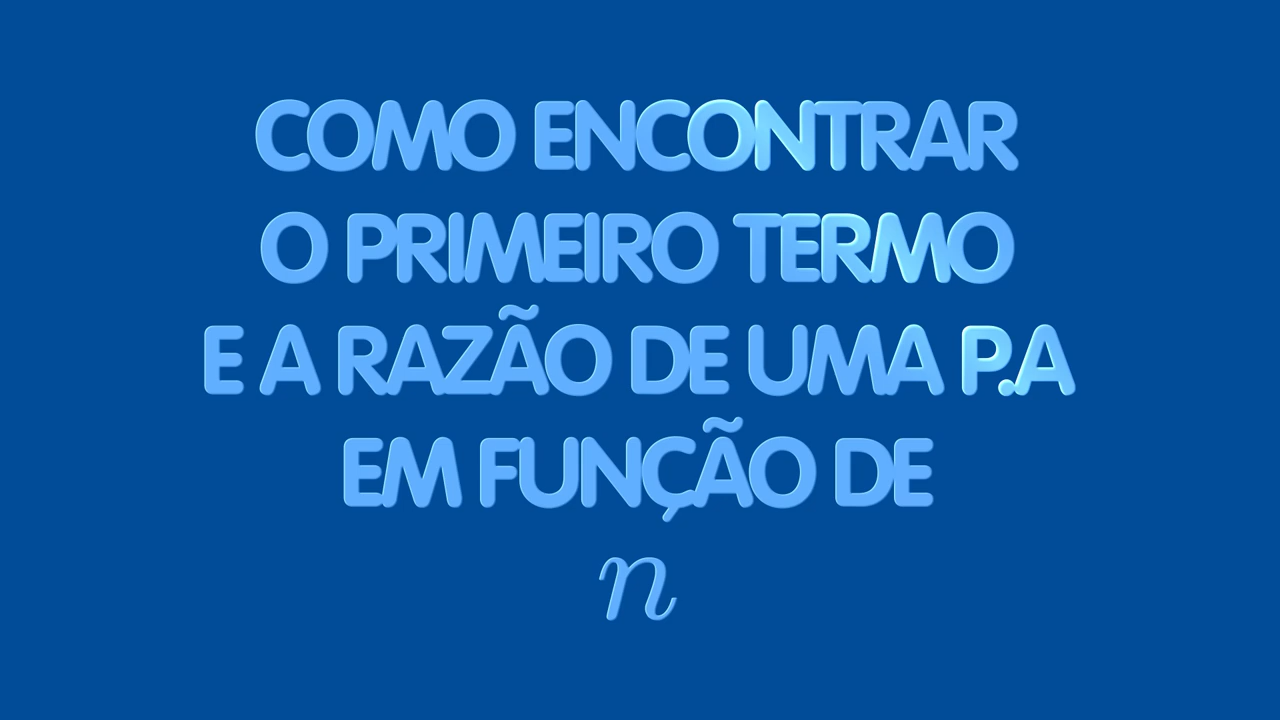 COMO ENCONTRAR
O PRIMEIRO TERMO
E A RAZÃO DE UMA P.A
EM FUNÇÃO DE
n